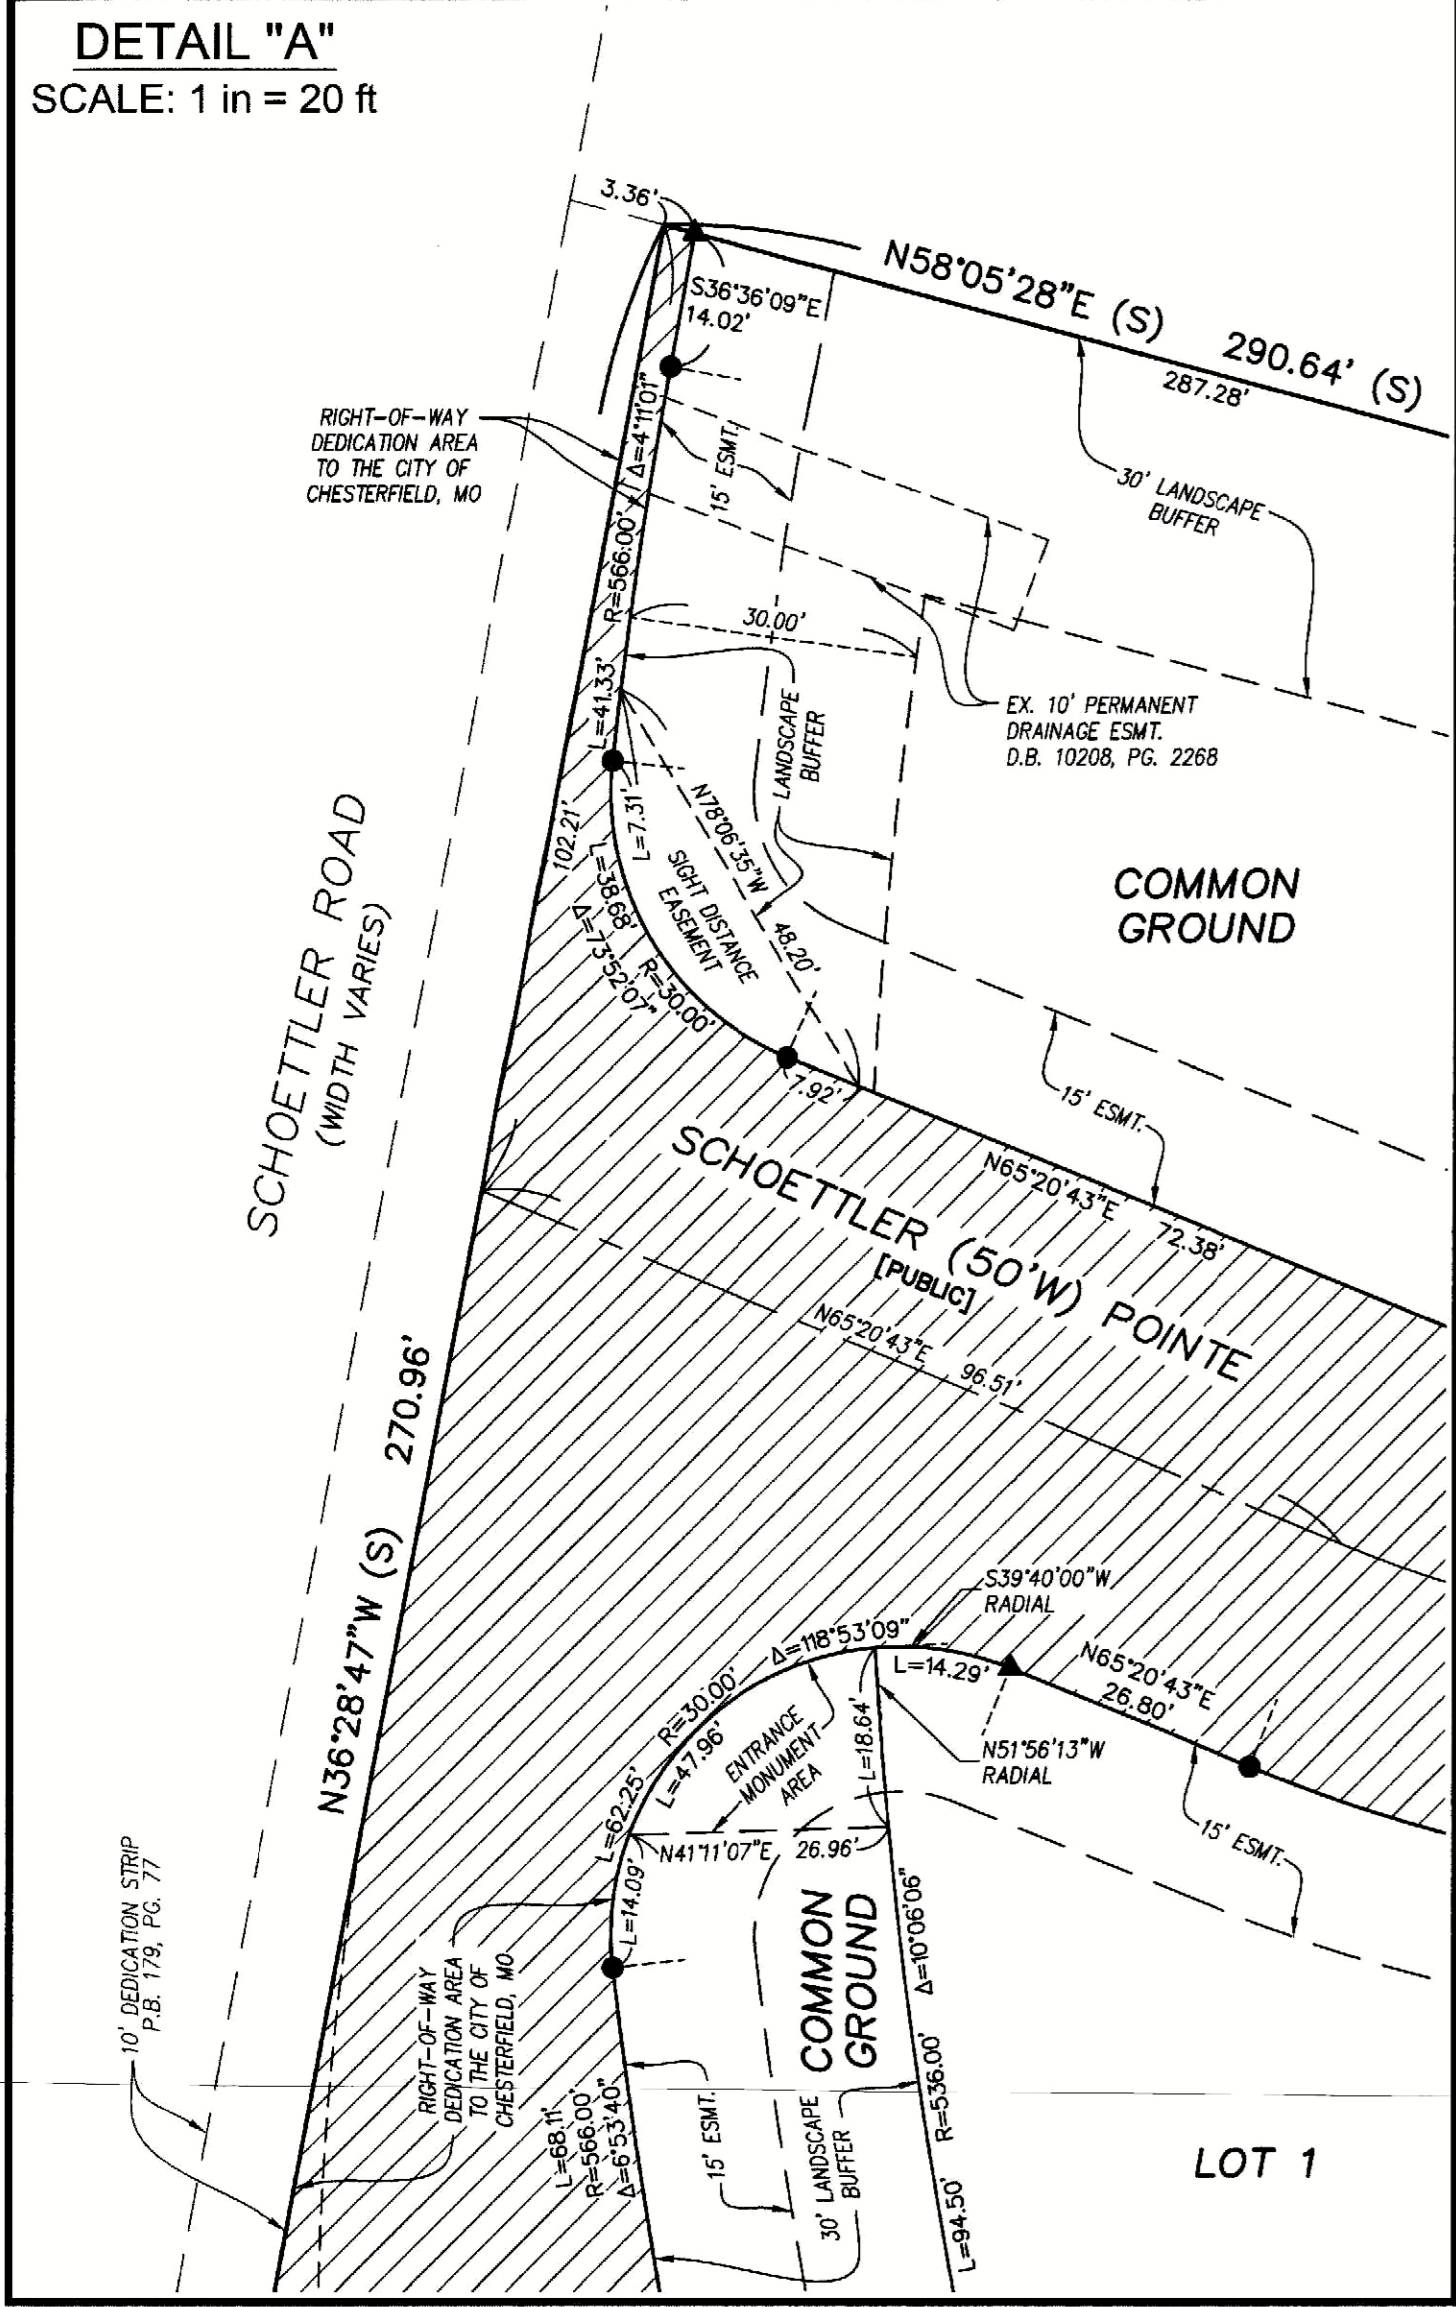 DETAIL "A"
SCALE: 1 in = 20 ft
3.36'
N58°05'28"E (S) 290.64' (S)
287.28'
S36°36'09"E
14.02'
RIGHT-OF-WAY
DEDICATION AREA
TO THE CITY OF
CHESTERFIELD, MO
L=41.33' R=566.00' Δ=4°11'01"
15' ESMT.
30' LANDSCAPE
BUFFER
30.00'
LANDSCAPE
BUFFER
EX. 10' PERMANENT
DRAINAGE ESMT.
D.B. 10208, PG. 2268
102.21'
L=7.31'
N78°06'35"W 48.20'
SIGHT DISTANCE
EASEMENT
L=38.68' R=30.00'
Δ=73°52'07"
COMMON
GROUND
SCHOETTLER ROAD
(WIDTH VARIES)
7.92'
15' ESMT.
N65°20'43"E 72.38'
SCHOETTLER (50'W) POINTE
[PUBLIC]
N65°20'43"E 96.51'
N36°28'47"W (S) 270.96'
S39°40'00"W
RADIAL
Δ=118°53'09"
R=30.00'
L=62.25'
L=47.96'
L=14.29'
N65°20'43"E
26.80'
ENTRANCE
MONUMENT
AREA
L=18.64'
N51°56'13"W
RADIAL
15' ESMT.
N41°11'07"E 26.96'
L=14.09'
10' DEDICATION STRIP
P.B. 179, PG. 77
RIGHT-OF-WAY
DEDICATION AREA
TO THE CITY OF
CHESTERFIELD, MO
COMMON
GROUND
L=94.50' R=536.00' Δ=10°06'06"
L=68.11'
R=566.00'
Δ=6°53'40"
15' ESMT.
30' LANDSCAPE
BUFFER
LOT 1